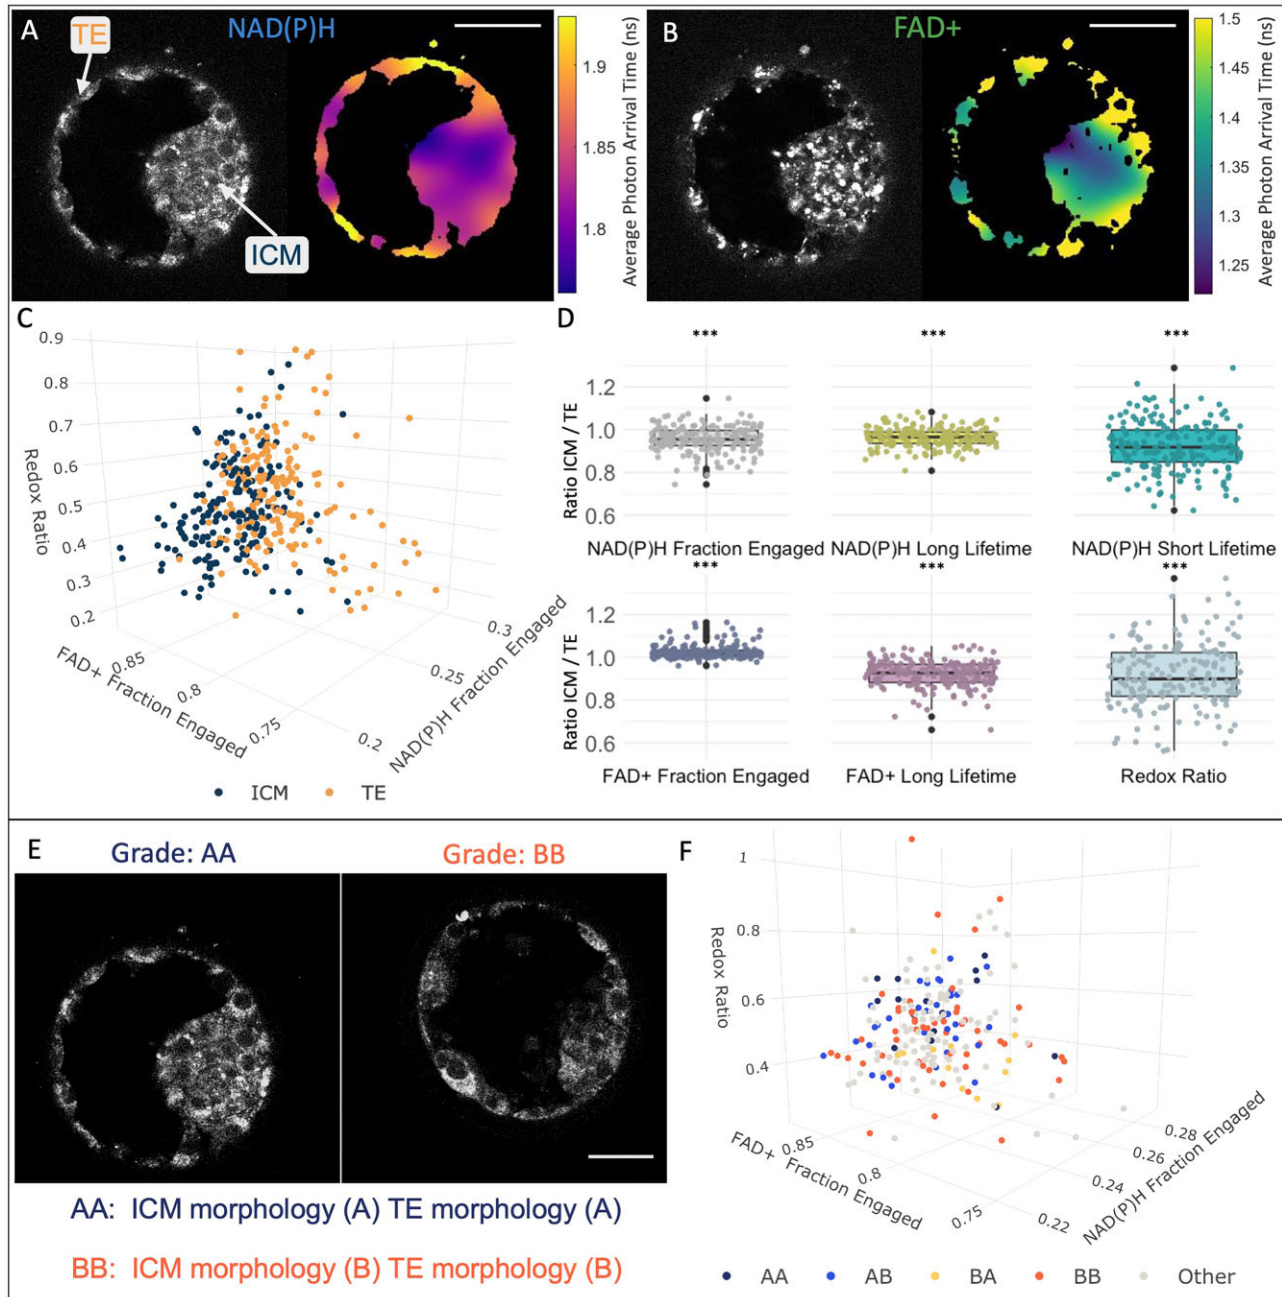 A
TE
NAD(P)H
ICM
1.9
1.85
1.8
Average Photon Arrival Time (ns)
B
FAD+
1.5
1.45
1.4
1.35
1.3
1.25
Average Photon Arrival Time (ns)
C
0.9
0.8
0.7
0.6
0.5
0.4
0.3
0.2
Redox Ratio
0.85
0.8
0.75
FAD+ Fraction Engaged
0.3
0.25
0.2
NAD(P)H Fraction Engaged
ICM
TE
D
*** *** ***
1.2
1.0
0.8
0.6
Ratio ICM / TE
NAD(P)H Fraction Engaged
NAD(P)H Long Lifetime
NAD(P)H Short Lifetime
*** *** ***
1.2
1.0
0.8
0.6
Ratio ICM / TE
FAD+ Fraction Engaged
FAD+ Long Lifetime
Redox Ratio
E
Grade: AA
Grade: BB
AA: ICM morphology (A) TE morphology (A)
BB: ICM morphology (B) TE morphology (B)
F
1
0.8
0.6
0.4
Redox Ratio
0.85
0.8
0.75
FAD+ Fraction Engaged
0.28
0.26
0.24
0.22
NAD(P)H Fraction Engaged
AA
AB
BA
BB
Other